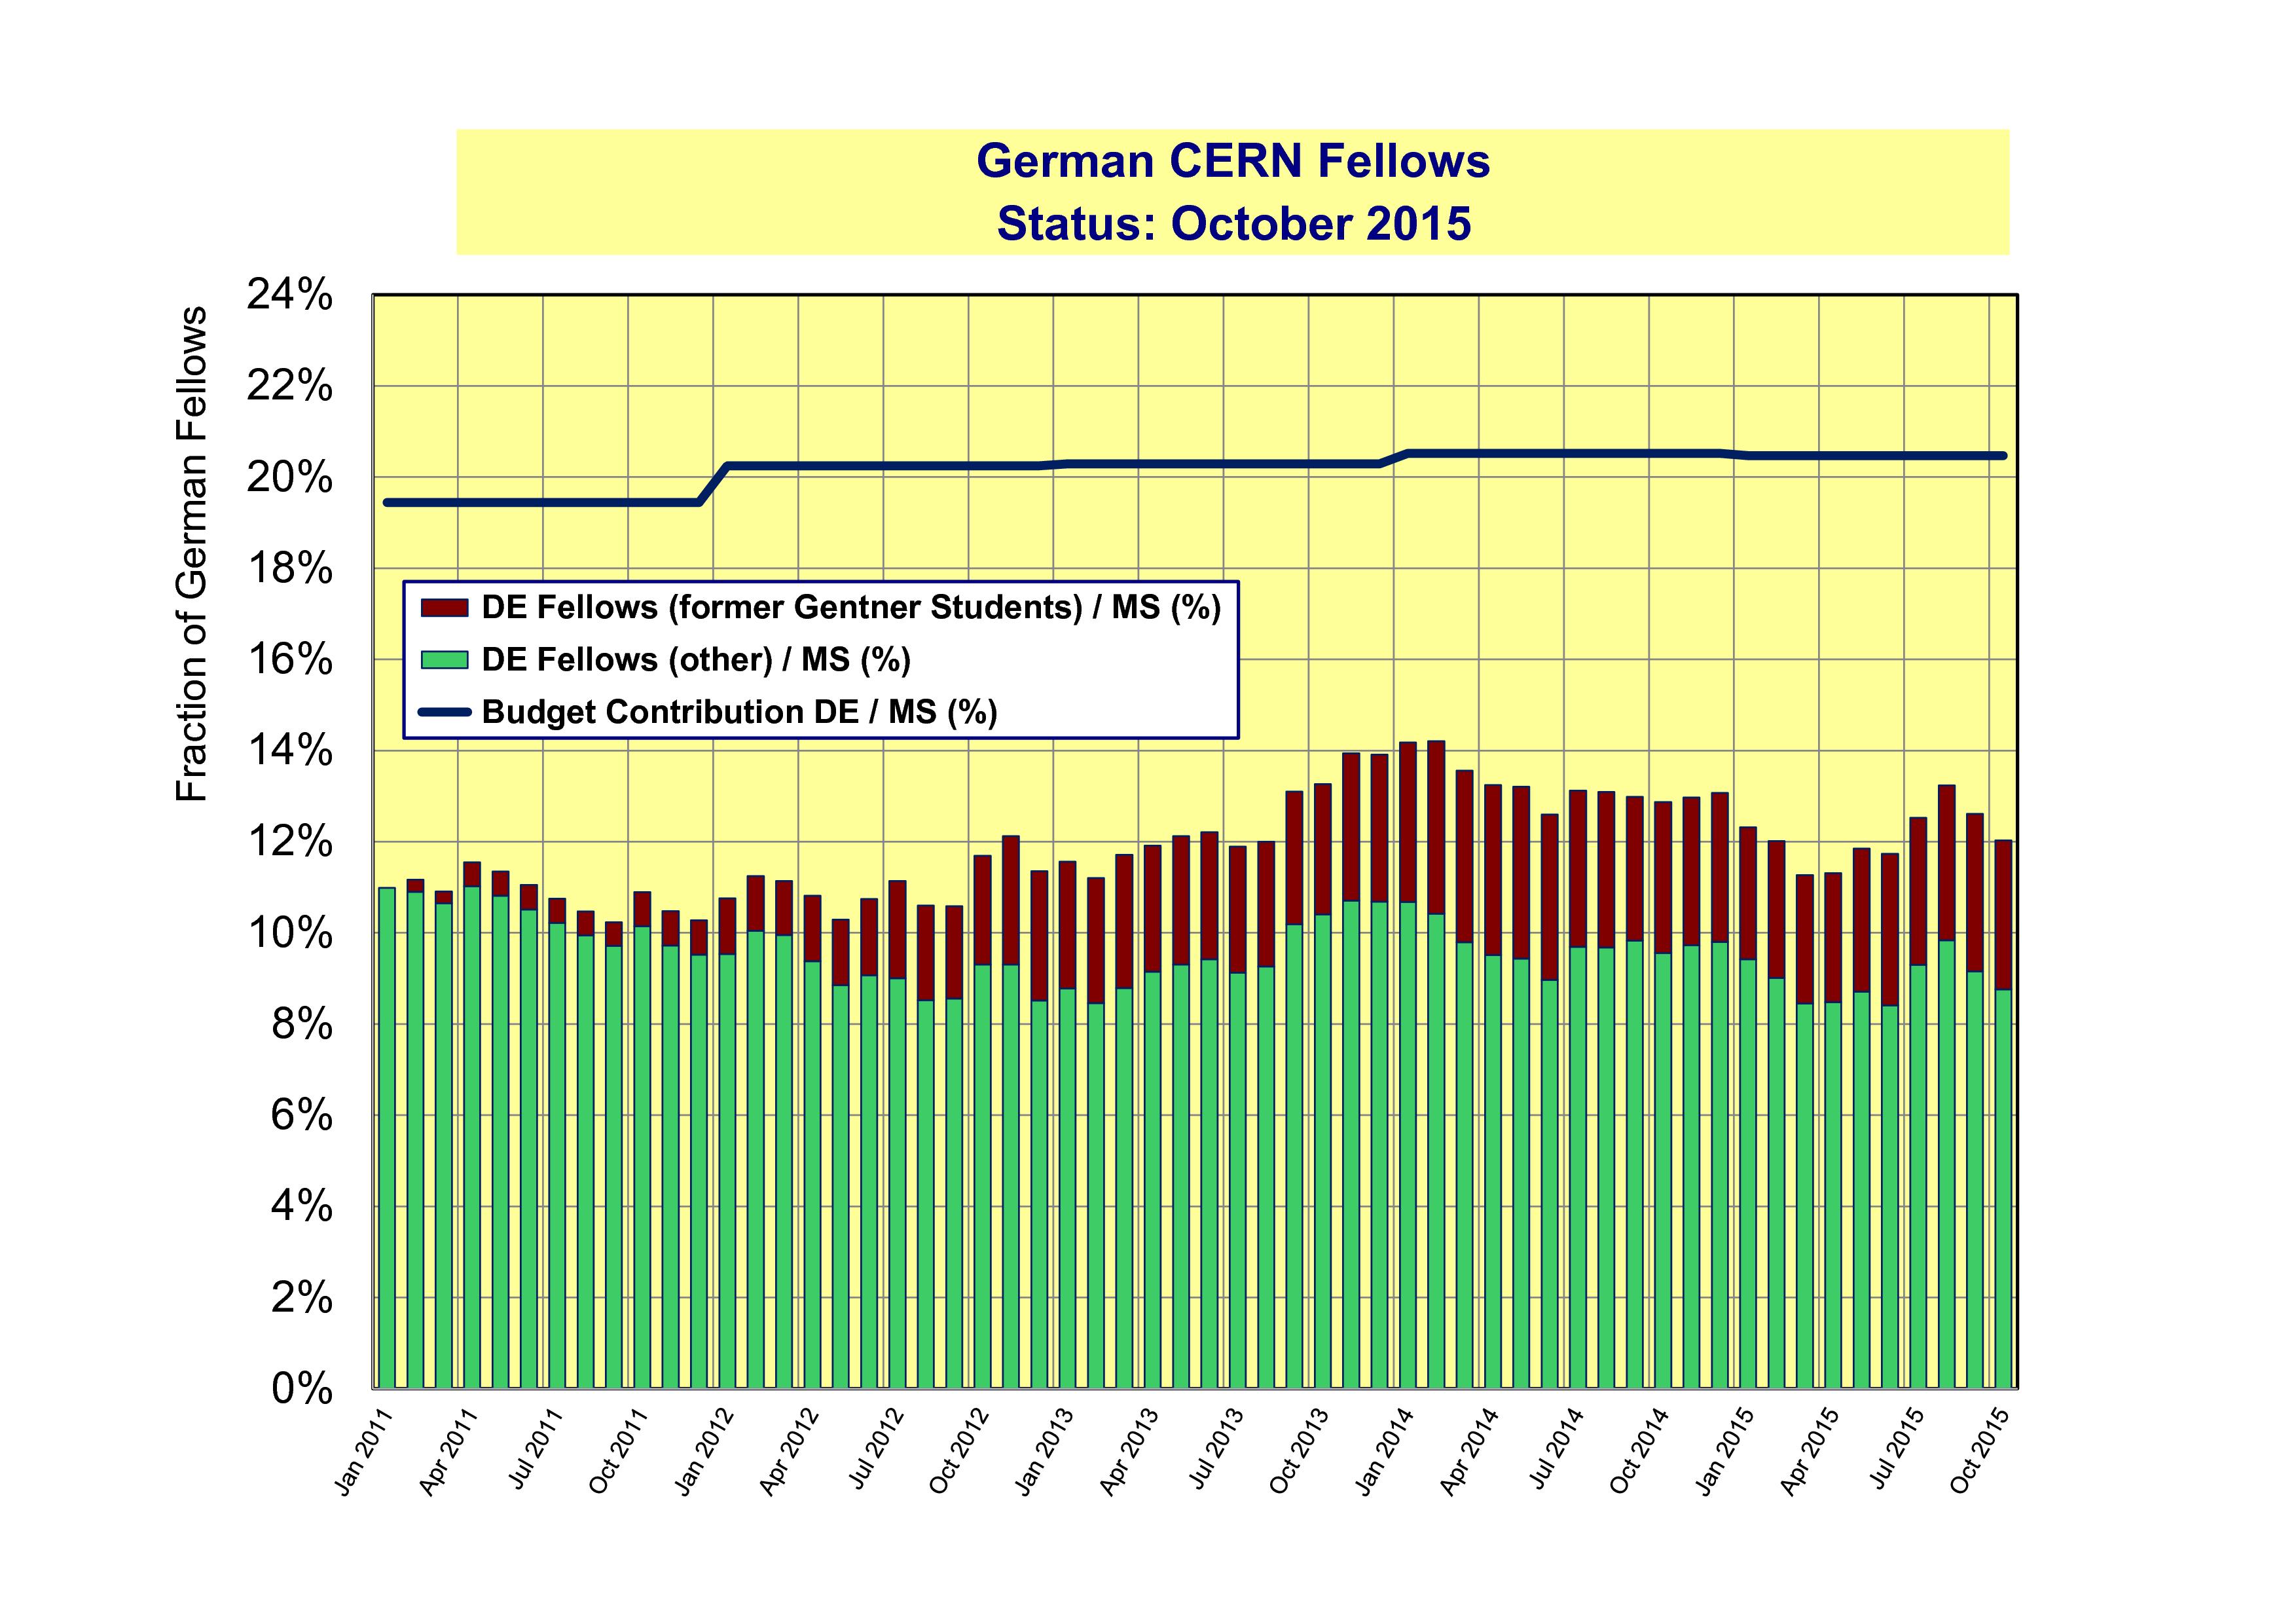 German CERN Fellows
Status: October 2015
Fraction of German Fellows
24%
22%
20%
18%
16%
14%
12%
10%
8%
6%
4%
2%
0%
DE Fellows (former Gentner Students) / MS (%)
DE Fellows (other) / MS (%)
Budget Contribution DE / MS (%)
Jan 2011
Apr 2011
Jul 2011
Oct 2011
Jan 2012
Apr 2012
Jul 2012
Oct 2012
Jan 2013
Apr 2013
Jul 2013
Oct 2013
Jan 2014
Apr 2014
Jul 2014
Oct 2014
Jan 2015
Apr 2015
Jul 2015
Oct 2015